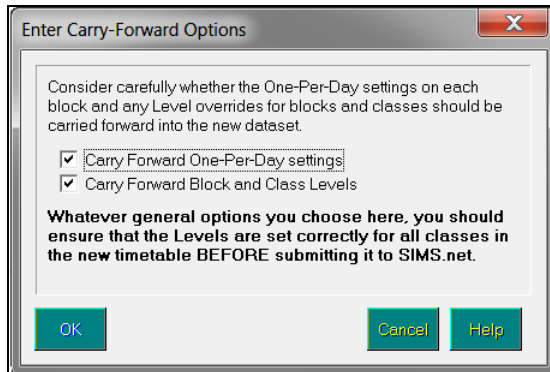 Enter Carry-Forward Options
Consider carefully whether the One-Per-Day settings on each
block and any Level overrides for blocks and classes should be
carried forward into the new dataset.
Carry Forward One-Per-Day settings
Carry Forward Block and Class Levels
Whatever general options you choose here, you should
ensure that the Levels are set correctly for all classes in
the new timetable BEFORE submitting it to SIMS.net.
OK
Cancel
Help